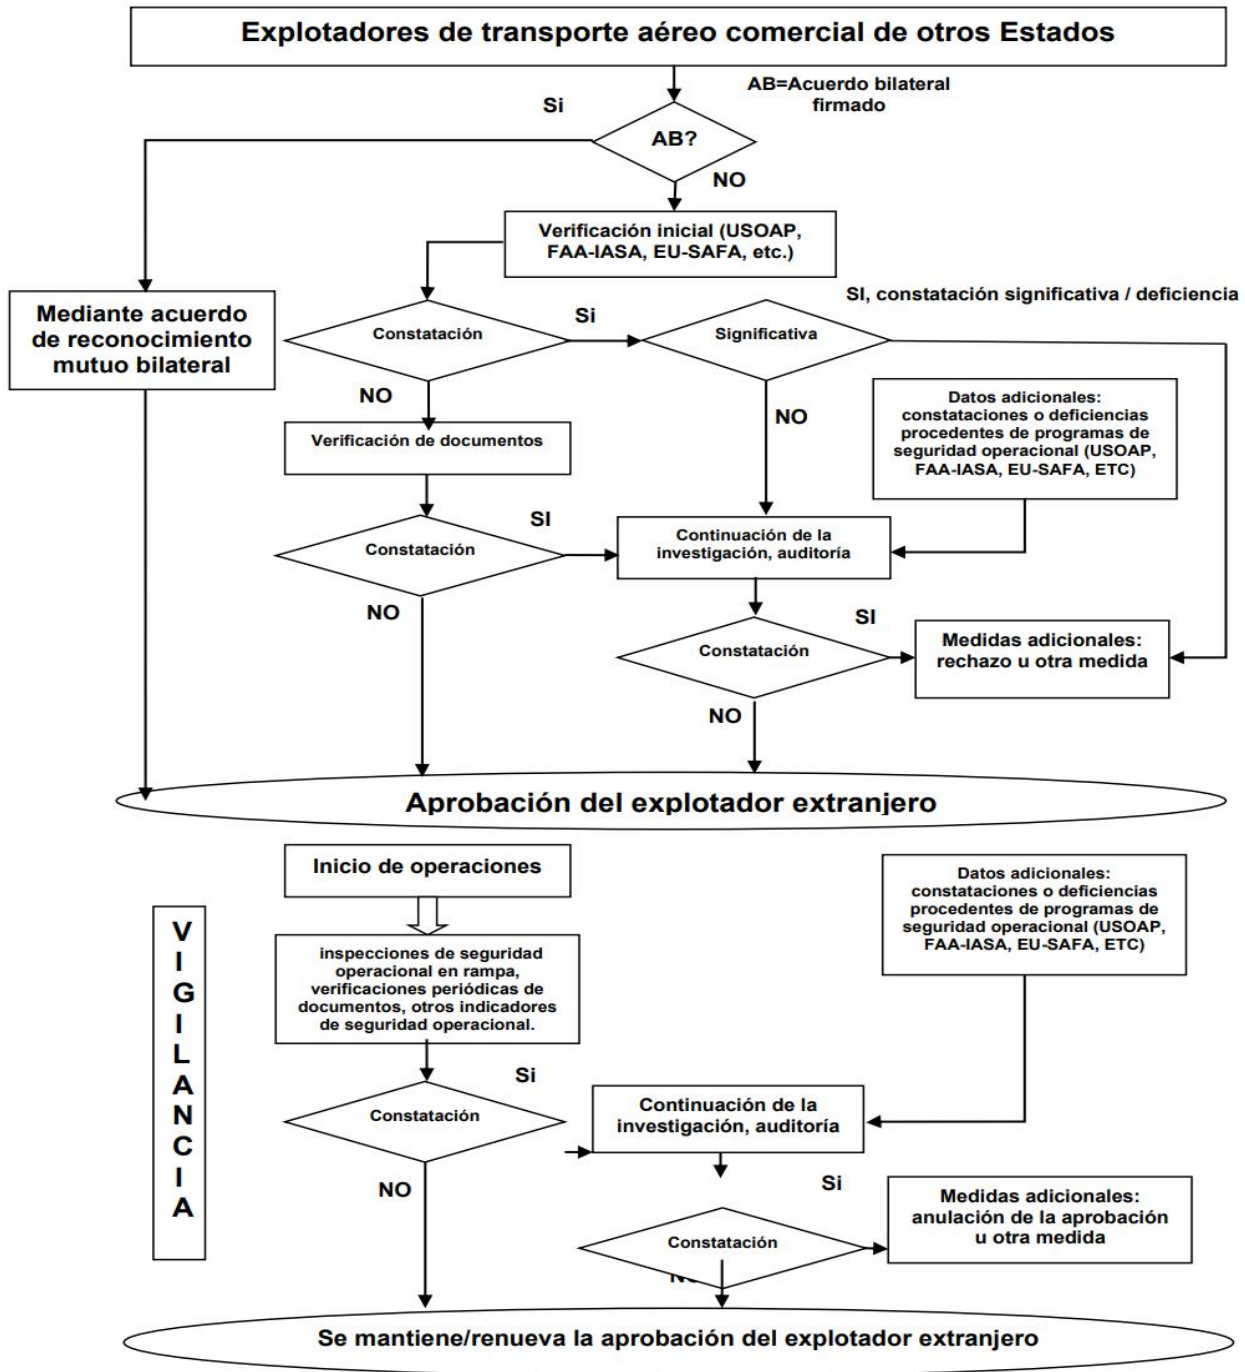 Explotadores de transporte aéreo comercial de otros Estados
AB=Acuerdo bilateral
firmado
Si
AB?
NO
Verificación inicial (USOAP,
FAA-IASA, EU-SAFA, etc.)
SI, constatación significativa / deficiencia
Mediante acuerdo
de reconocimiento
mutuo bilateral
Constatación
Si
Significativa
NO
NO
Datos adicionales:
constataciones o deficiencias
procedentes de programas de
seguridad operacional (USOAP,
FAA-IASA, EU-SAFA, ETC)
Verificación de documentos
Constatación
SI
Continuación de la
investigación, auditoría
NO
Constatación
SI
Medidas adicionales:
rechazo u otra medida
NO
Aprobación del explotador extranjero
Inicio de operaciones
Datos adicionales:
constataciones o deficiencias
procedentes de programas de
seguridad operacional (USOAP,
FAA-IASA, EU-SAFA, ETC)
V
I
G
I
L
A
N
C
I
A
inspecciones de seguridad
operacional en rampa,
verificaciones periódicas de
documentos, otros indicadores
de seguridad operacional.
Constatación
Si
Continuación de la
investigación, auditoría
NO
Constatación
Si
Medidas adicionales:
anulación de la aprobación
u otra medida
Se mantiene/renueva la aprobación del explotador extranjero